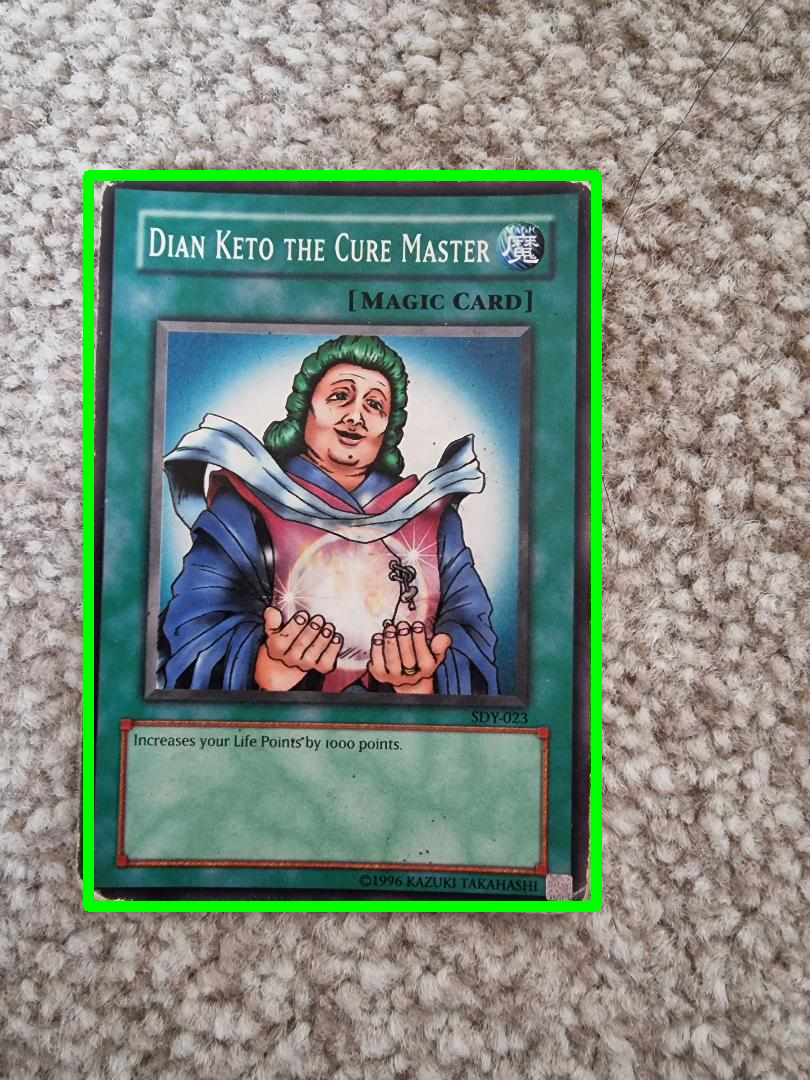 DIAN KETO THE CURE MASTER
MAGIC
魔
[MAGIC CARD]
SDY-023
Increases your Life Points by 1000 points.
©1996 KAZUKI TAKAHASHI